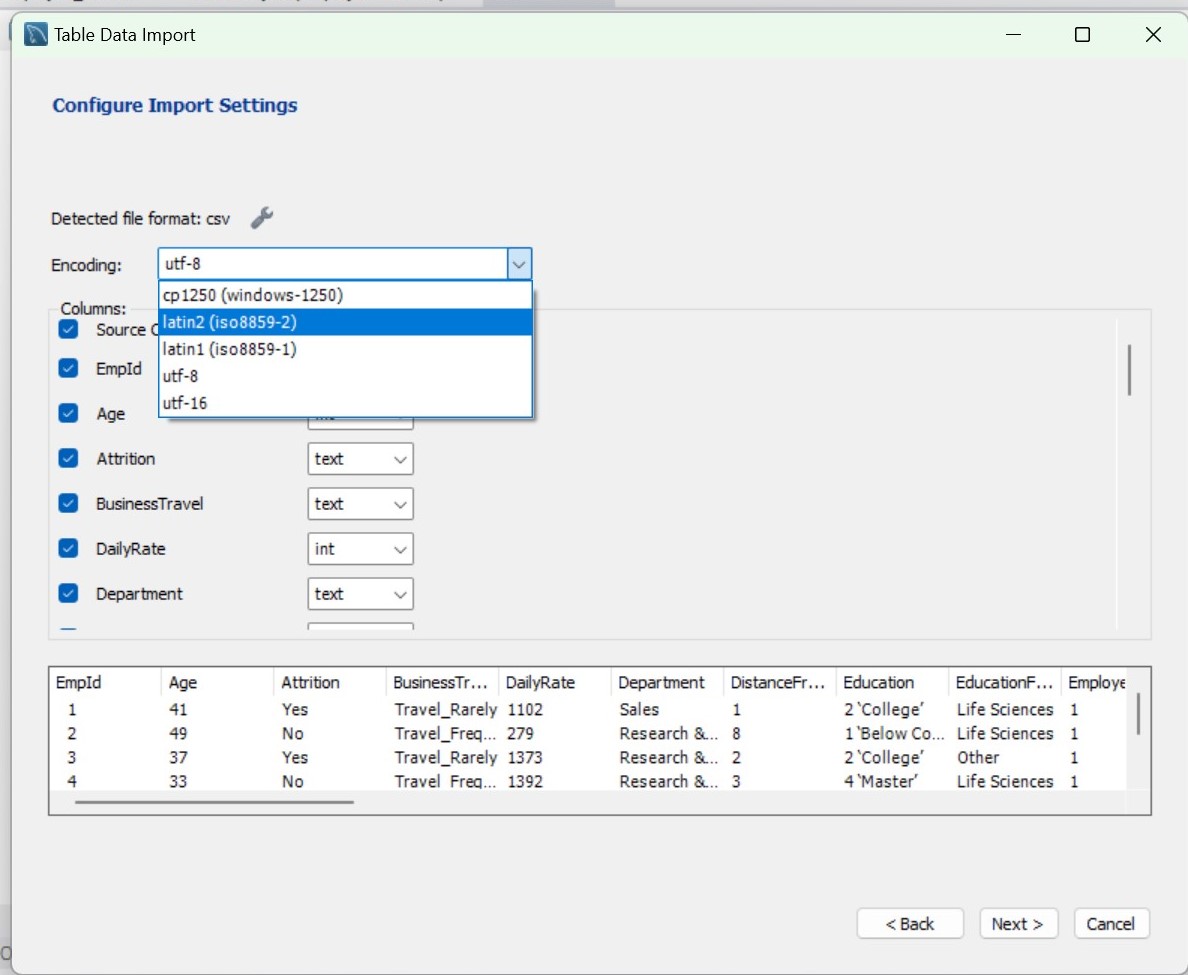 Table Data Import
Configure Import Settings
Detected file format: csv
Encoding:
utf-8
cp1250 (windows-1250)
latin2 (iso8859-2)
latin1 (iso8859-1)
utf-8
utf-16
Columns:
Source C
EmpId
Age
Attrition text
BusinessTravel text
DailyRate int
Department text
EmpId Age Attrition BusinessTr... DailyRate Department DistanceFr... Education EducationF... Employe
1 41 Yes Travel_Rarely 1102 Sales 1 2 ‘College’ Life Sciences 1
2 49 No Travel_Freq... 279 Research &... 8 1 ‘Below Co... Life Sciences 1
3 37 Yes Travel_Rarely 1373 Research &... 2 2 ‘College’ Other 1
4 33 No Travel_Freq... 1392 Research &... 3 4 ‘Master’ Life Sciences 1
< Back Next > Cancel